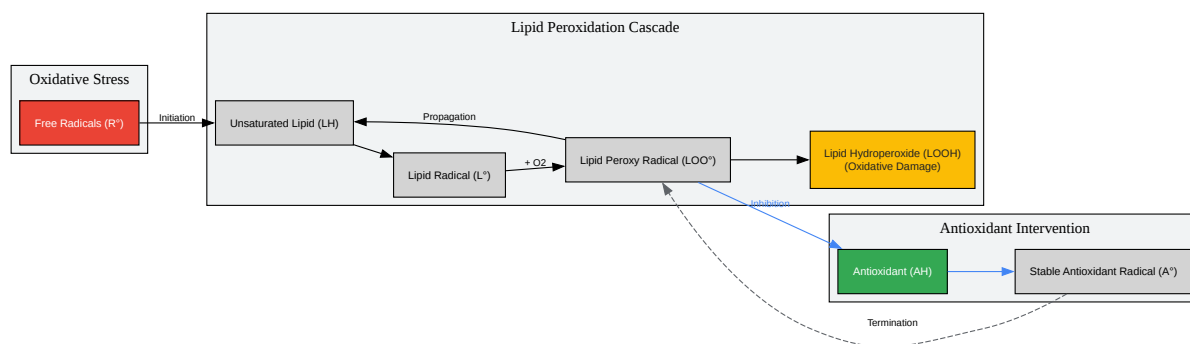 Lipid Peroxidation Cascade
Oxidative Stress
Free Radicals (R°)
Initiation
Unsaturated Lipid (LH)
Propagation
Lipid Radical (L°)
+ O2
Lipid Peroxy Radical (LOO°)
Lipid Hydroperoxide (LOOH)
(Oxidative Damage)
Inhibition
Antioxidant Intervention
Antioxidant (AH)
Stable Antioxidant Radical (A°)
Termination